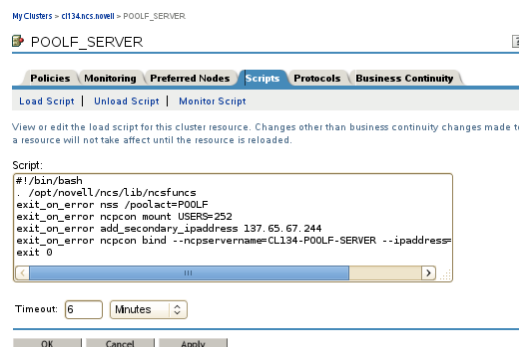 My Clusters > cl134.ncs.novell > POOLF_SERVER
POOLF_SERVER
Policies Monitoring Preferred Nodes Scripts Protocols Business Continuity
Load Script | Unload Script | Monitor Script
View or edit the load script for this cluster resource. Changes other than business continuity changes made to
a resource will not take affect until the resource is reloaded.
Script:
#!/bin/bash
. /opt/novell/ncs/lib/ncsfuncs
exit_on_error nss /poolact=POOLF
exit_on_error ncpcon mount USERS=252
exit_on_error add_secondary_ipaddress 137.65.67.244
exit_on_error ncpcon bind --ncpservername=CL134-POOLF-SERVER --ipaddress=
exit 0
Timeout: 6 Minutes
OK Cancel Apply